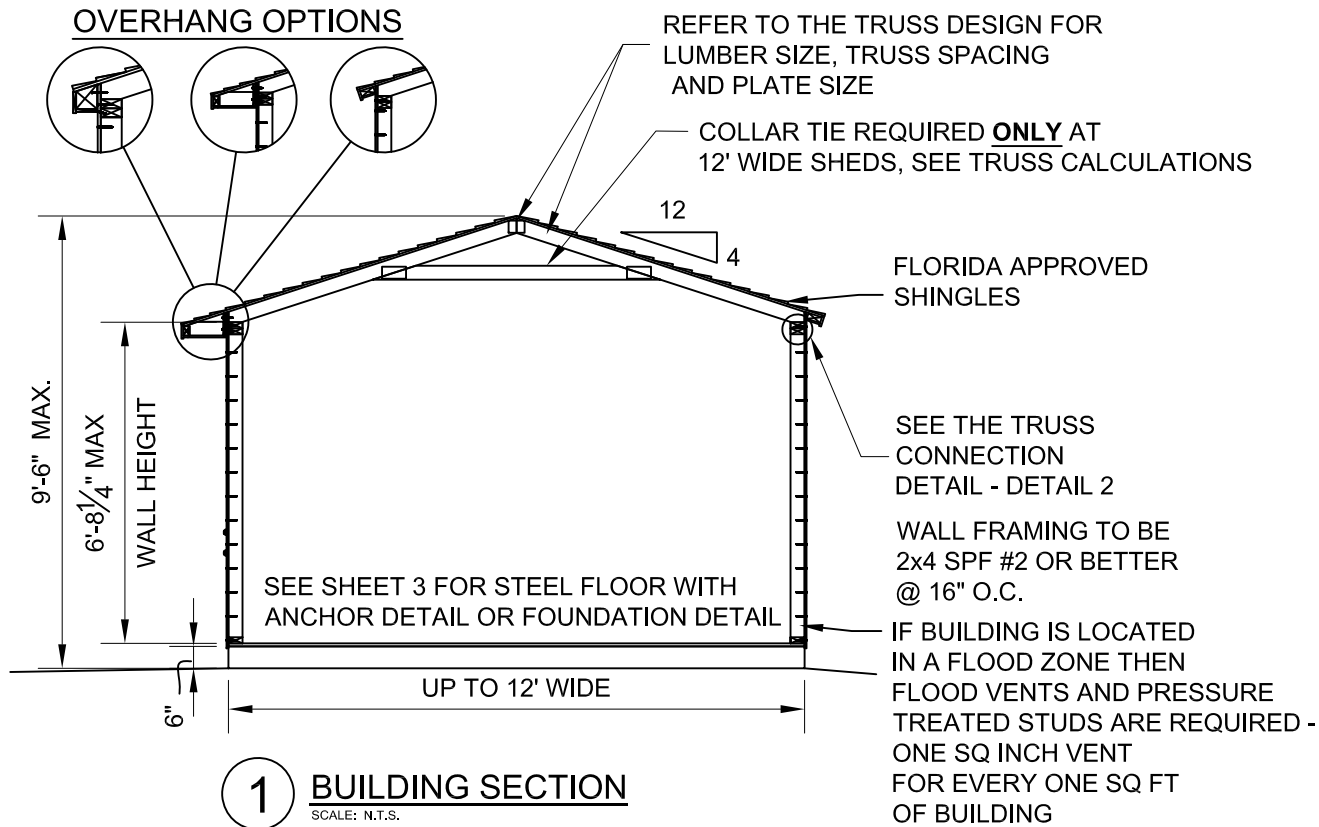 OVERHANG OPTIONS
REFER TO THE TRUSS DESIGN FOR
LUMBER SIZE, TRUSS SPACING
AND PLATE SIZE
COLLAR TIE REQUIRED ONLY AT
12' WIDE SHEDS, SEE TRUSS CALCULATIONS
12
4
FLORIDA APPROVED
SHINGLES
9'-6" MAX.
6'-8 1/4" MAX
WALL HEIGHT
SEE THE TRUSS
CONNECTION
DETAIL - DETAIL 2
WALL FRAMING TO BE
2x4 SPF #2 OR BETTER
@ 16" O.C.
SEE SHEET 3 FOR STEEL FLOOR WITH
ANCHOR DETAIL OR FOUNDATION DETAIL
IF BUILDING IS LOCATED
IN A FLOOD ZONE THEN
FLOOD VENTS AND PRESSURE
TREATED STUDS ARE REQUIRED -
ONE SQ INCH VENT
FOR EVERY ONE SQ FT
OF BUILDING
6"
UP TO 12' WIDE
1
BUILDING SECTION
SCALE: N.T.S.